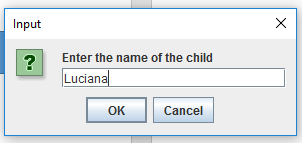 Input
Enter the name of the child
Luciana
OK Cancel